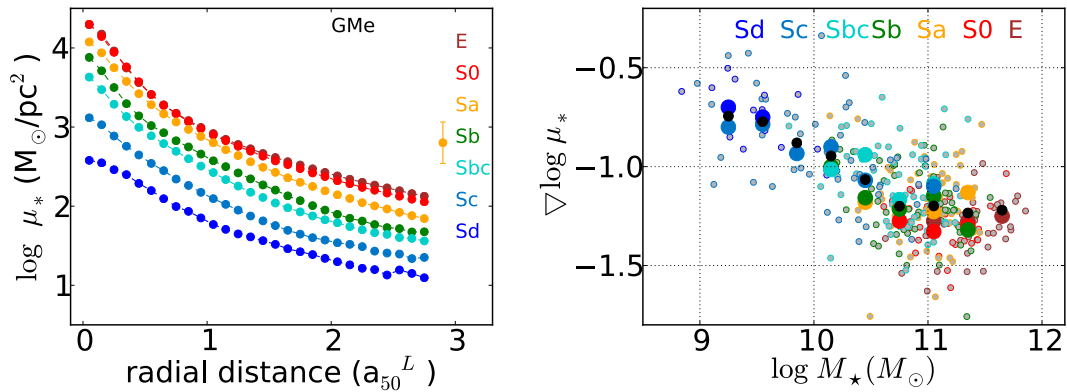 GMe
E
S0
Sa
Sb
Sbc
Sc
Sd
log μ* (M⊙/pc²)
4
3
2
1
0 1 2 3
radial distance (a₅₀ᴸ)
Sd Sc Sbc Sb Sa S0 E
▽log μ*
−0.5
−1.0
−1.5
9 10 11 12
log M⋆(M⊙)